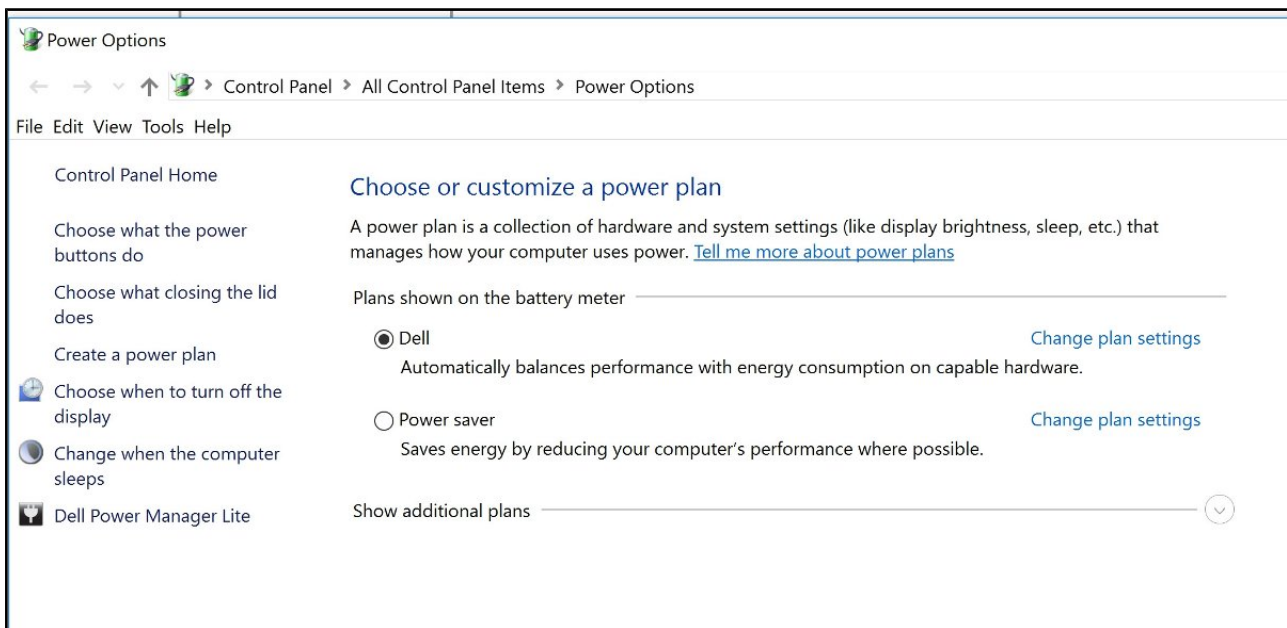 Power Options
Control Panel > All Control Panel Items > Power Options
File Edit View Tools Help
Control Panel Home
Choose what the power
buttons do
Choose what closing the lid
does
Create a power plan
Choose when to turn off the
display
Change when the computer
sleeps
Dell Power Manager Lite
Choose or customize a power plan
A power plan is a collection of hardware and system settings (like display brightness, sleep, etc.) that
manages how your computer uses power. Tell me more about power plans
Plans shown on the battery meter
Dell Change plan settings
Automatically balances performance with energy consumption on capable hardware.
Power saver Change plan settings
Saves energy by reducing your computer's performance where possible.
Show additional plans